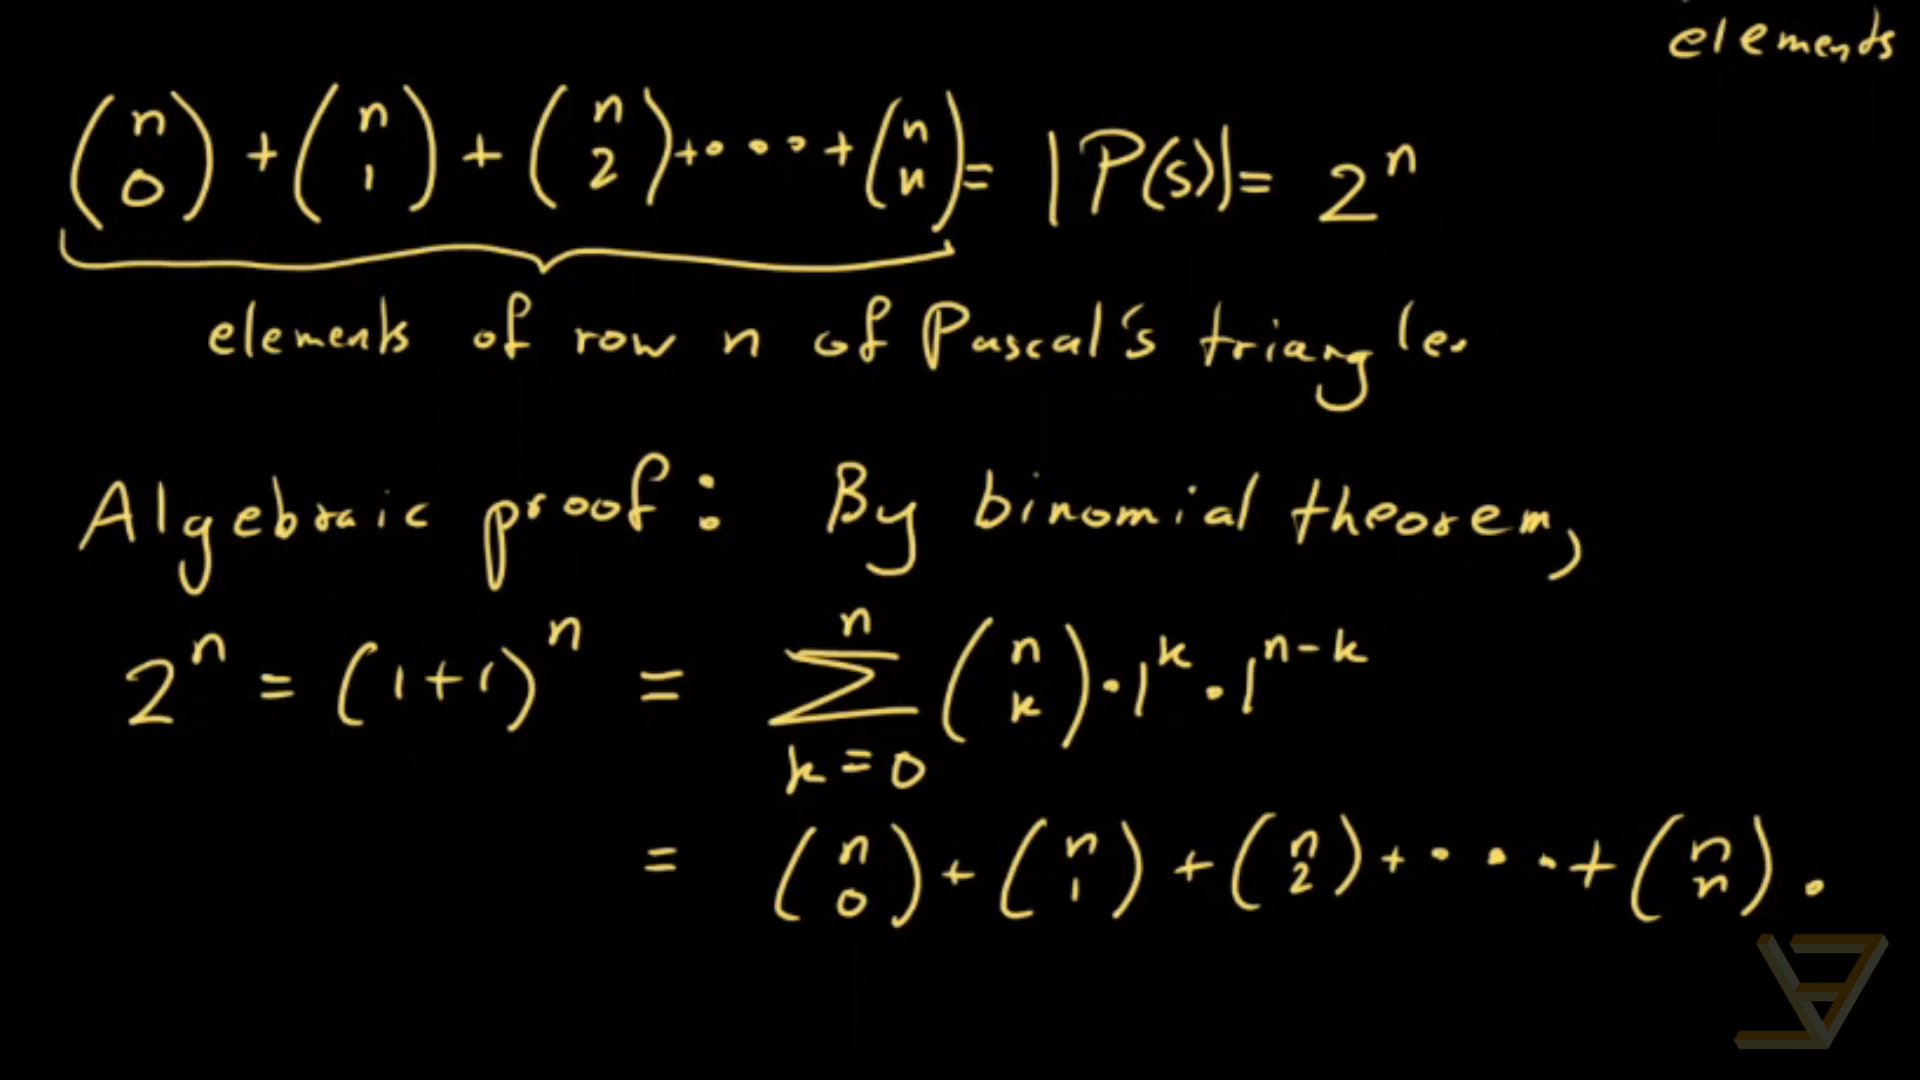 elements
(n 0) + (n 1) + (n 2) + ... + (n n) = |P(S)| = 2^n
elements of row n of Pascal's triangle.
Algebraic proof: By binomial theorem,
2^n = (1+1)^n = ∑_{k=0}^{n} (n k) · 1^k · 1^{n-k}
= (n 0) + (n 1) + (n 2) + ... + (n n).